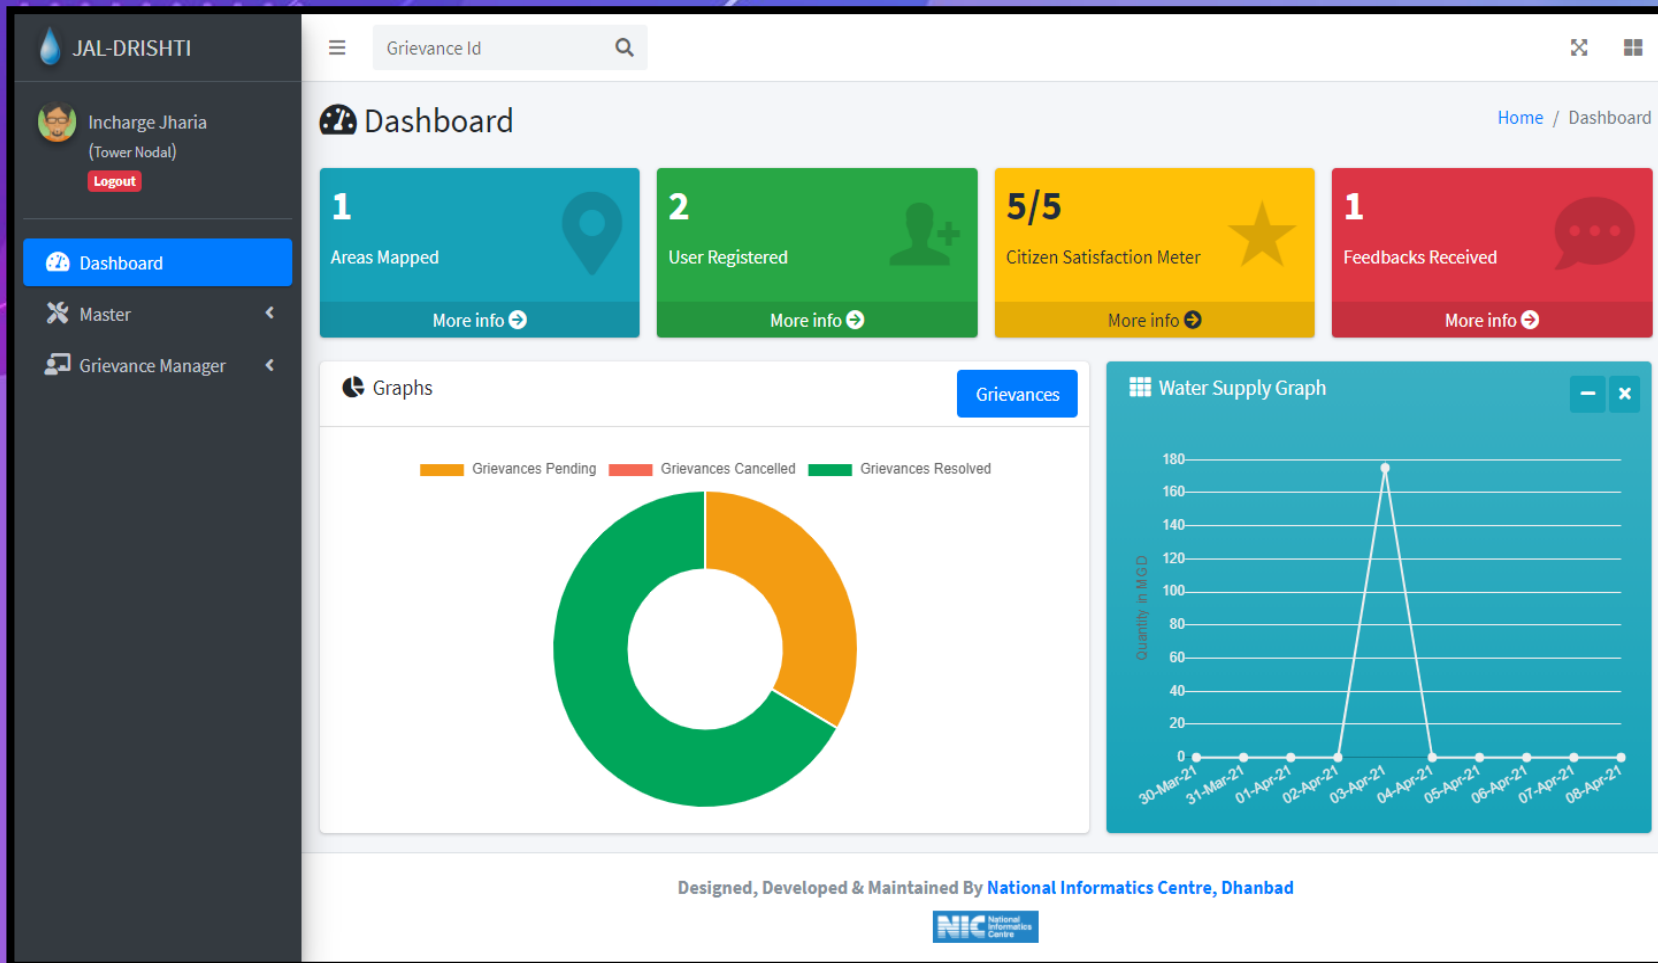 JAL-DRISHTI
Grievance Id
Incharge Jharia
(Tower Nodal)
Logout
Dashboard
Master
Grievance Manager
Dashboard
Home / Dashboard
1
Areas Mapped
More info
2
User Registered
More info
5/5
Citizen Satisfaction Meter
More info
1
Feedbacks Received
More info
Graphs
Grievances
Grievances Pending Grievances Cancelled Grievances Resolved
Water Supply Graph
Quantity in MGD
180
160
140
120
100
80
60
40
20
0
30-Mar-21 31-Mar-21 01-Apr-21 02-Apr-21 03-Apr-21 04-Apr-21 05-Apr-21 06-Apr-21 07-Apr-21 08-Apr-21
Designed, Developed & Maintained By National Informatics Centre, Dhanbad
NIC National
Informatics
Centre